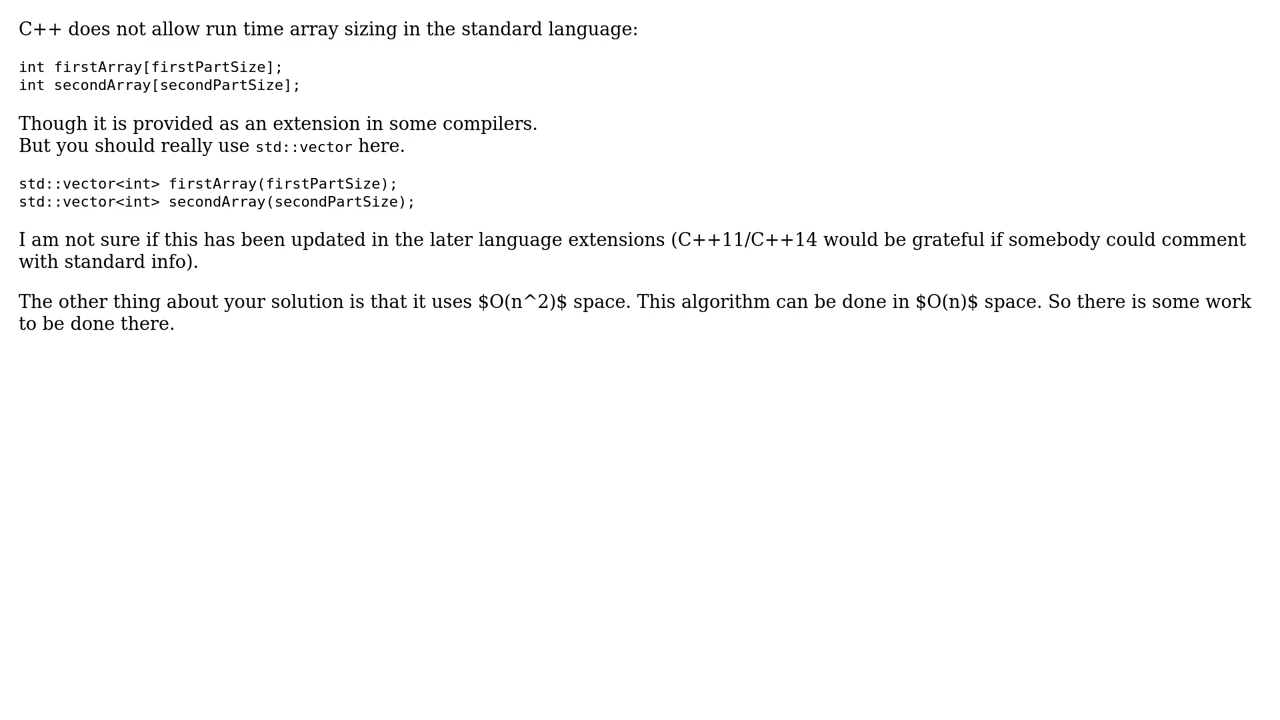 C++ does not allow run time array sizing in the standard language:
int firstArray[firstPartSize];
int secondArray[secondPartSize];
Though it is provided as an extension in some compilers.
But you should really use std::vector here.
std::vector<int> firstArray(firstPartSize);
std::vector<int> secondArray(secondPartSize);
I am not sure if this has been updated in the later language extensions (C++11/C++14 would be grateful if somebody could comment
with standard info).
The other thing about your solution is that it uses $O(n^2)$ space. This algorithm can be done in $O(n)$ space. So there is some work
to be done there.